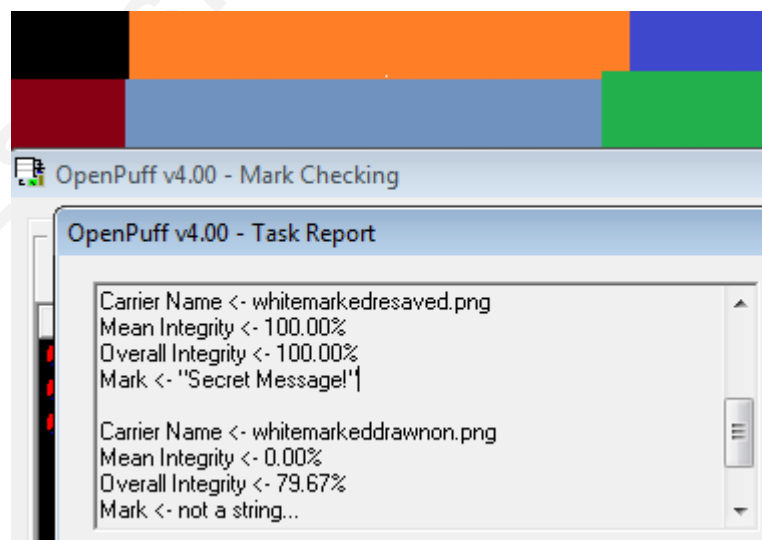 OpenPuff v4.00 - Mark Checking
OpenPuff v4.00 - Task Report
Carrier Name <- whitemarkedresaved.png
Mean Integrity <- 100.00%
Overall Integrity <- 100.00%
Mark <- "Secret Message!"
Carrier Name <- whitemarkeddrawnon.png
Mean Integrity <- 0.00%
Overall Integrity <- 79.67%
Mark <- not a string...